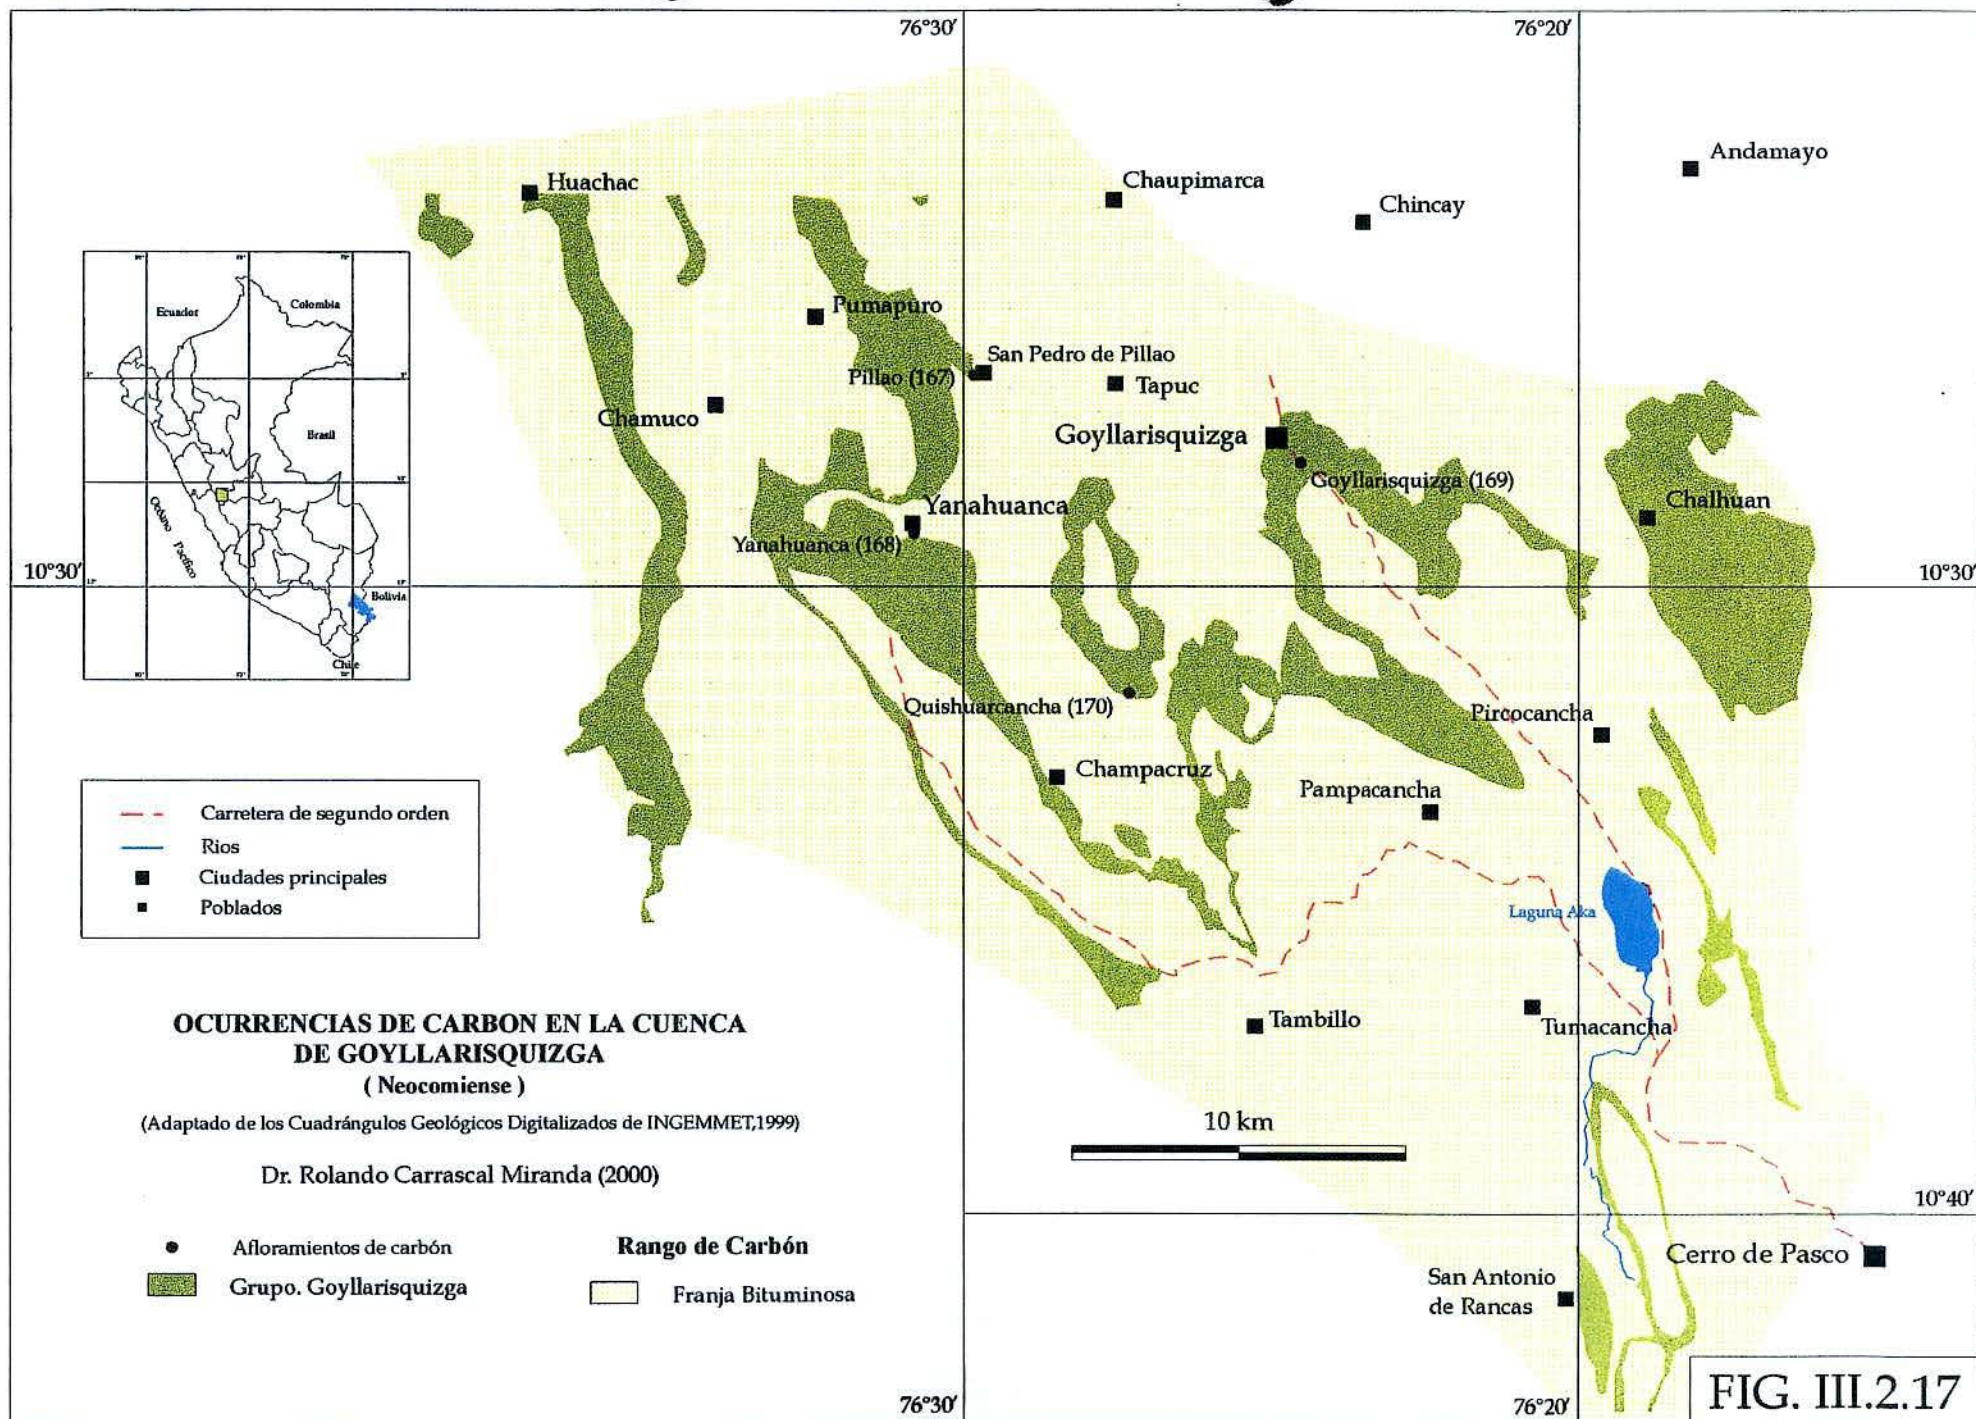 76°30'
76°20'
Andamayo
Huachac
Chaupimarca
Chincay
Colombia
Ecuador
Pumapuro
San Pedro de Pillao
Pillao (167)
Tapuc
Chamuco
Brasil
Goyllarisquizga
Goyllarisquizga (169)
Chalhuan
Yanahuanca
Yanahuanca (168)
Océano Pacífico
10°30'
10°30'
Bolivia
Chile
Quishuarcancha (170)
Pircocancha
Champacruz
Pampacancha
Carretera de segundo orden
Rios
Ciudades principales
Poblados
Laguna Aka
OCURRENCIAS DE CARBON EN LA CUENCA
DE GOYLLARISQUIZGA
( Neocomiense )
(Adaptado de los Cuadrángulos Geológicos Digitalizados de INGEMMET,1999)
Dr. Rolando Carrascal Miranda (2000)
Tambillo
Tumacancha
10 km
10°40'
Afloramientos de carbón
Rango de Carbón
Grupo. Goyllarisquizga
Franja Bituminosa
Cerro de Pasco
San Antonio
de Rancas
76°30'
76°20'
FIG. III.2.17